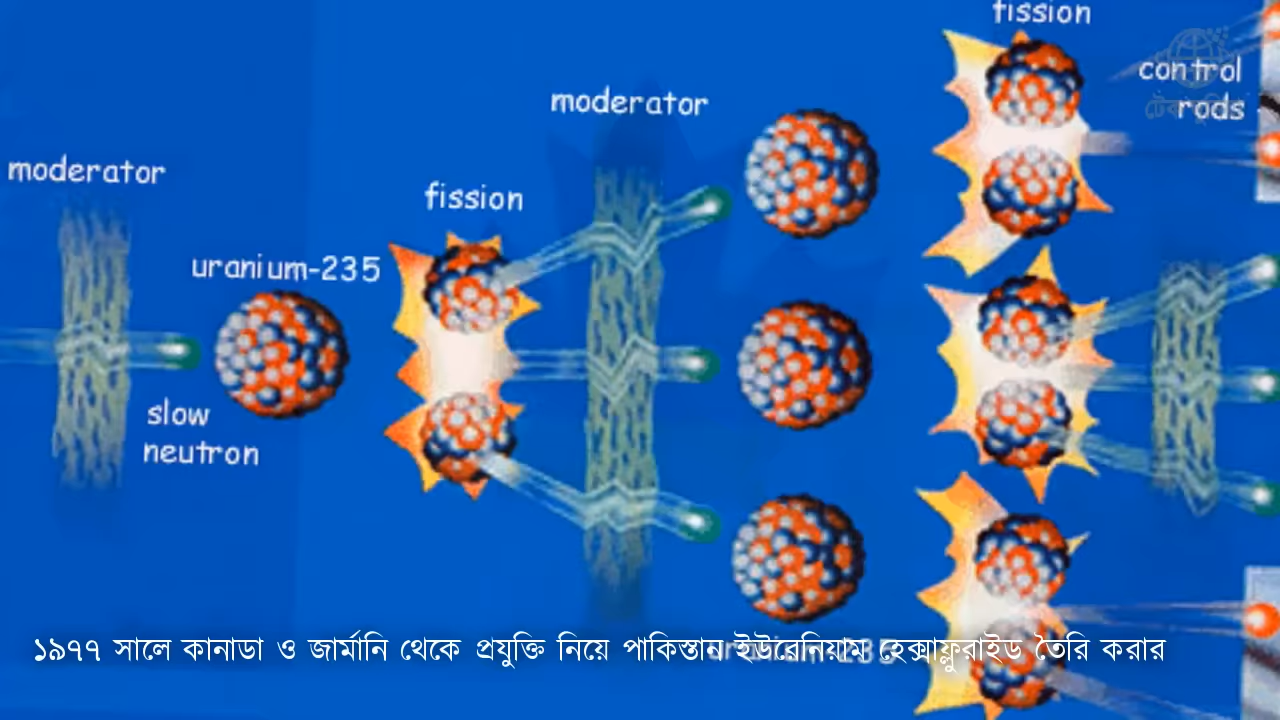 fission
control
rods
moderator
moderator
fission
uranium-235
slow
neutron
১৯৭৭ সালে কানাডা ও জার্মানি থেকে প্রযুক্তি নিয়ে পাকিস্তান ইউরেনিয়াম হেক্সাফ্লুরাইড তৈরি করার